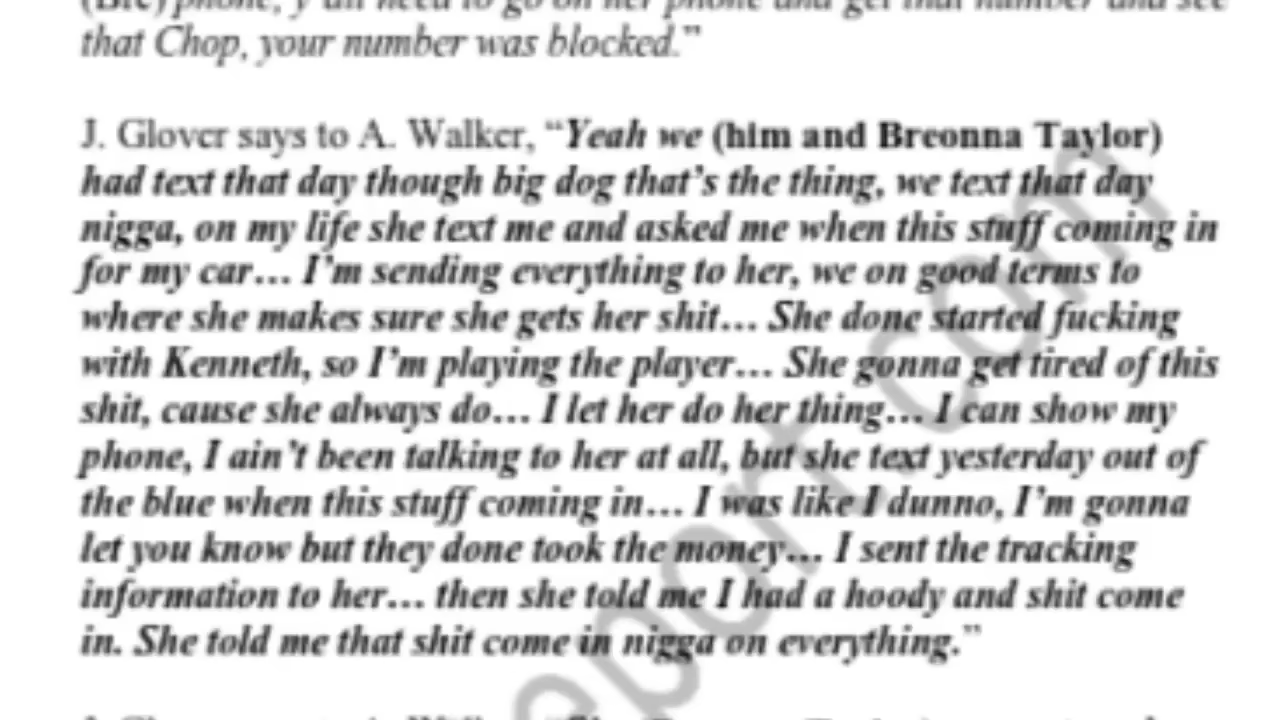 (Bre) phone, y'all need to go on her phone and get that number and see
that Chop, your number was blocked."
J. Glover says to A. Walker, "Yeah we (him and Breonna Taylor)
had text that day though big dog that's the thing, we text that day
nigga, on my life she text me and asked me when this stuff coming in
for my car... I'm sending everything to her, we on good terms to
where she makes sure she gets her shit... She done started fucking
with Kenneth, so I'm playing the player... She gonna get tired of this
shit, cause she always do... I let her do her thing... I can show my
phone, I ain't been talking to her at all, but she text yesterday out of
the blue when this stuff coming in... I was like I dunno, I'm gonna
let you know but they done took the money... I sent the tracking
information to her... then she told me I had a hoody and shit come
in. She told me that shit come in nigga on everything."
eport.com